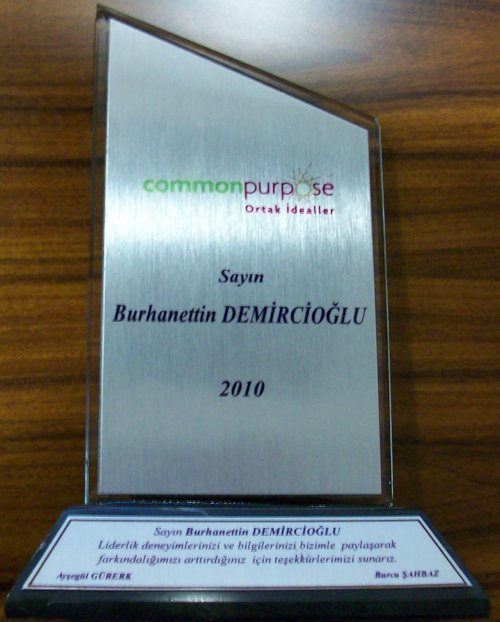 commonpurpose
Ortak İdealler
Sayın
Burhanettin DEMİRCİOĞLU
2010
Sayın Burhanettin DEMİRCİOĞLU
Liderlik deneyimlerinizi ve bilgilerinizi bizimle paylaşarak
farkındalığımızı arttırdığınız için teşekkürlerimizi sunarız.
Ayşegül GÜRERK Burcu ŞAHBAZ